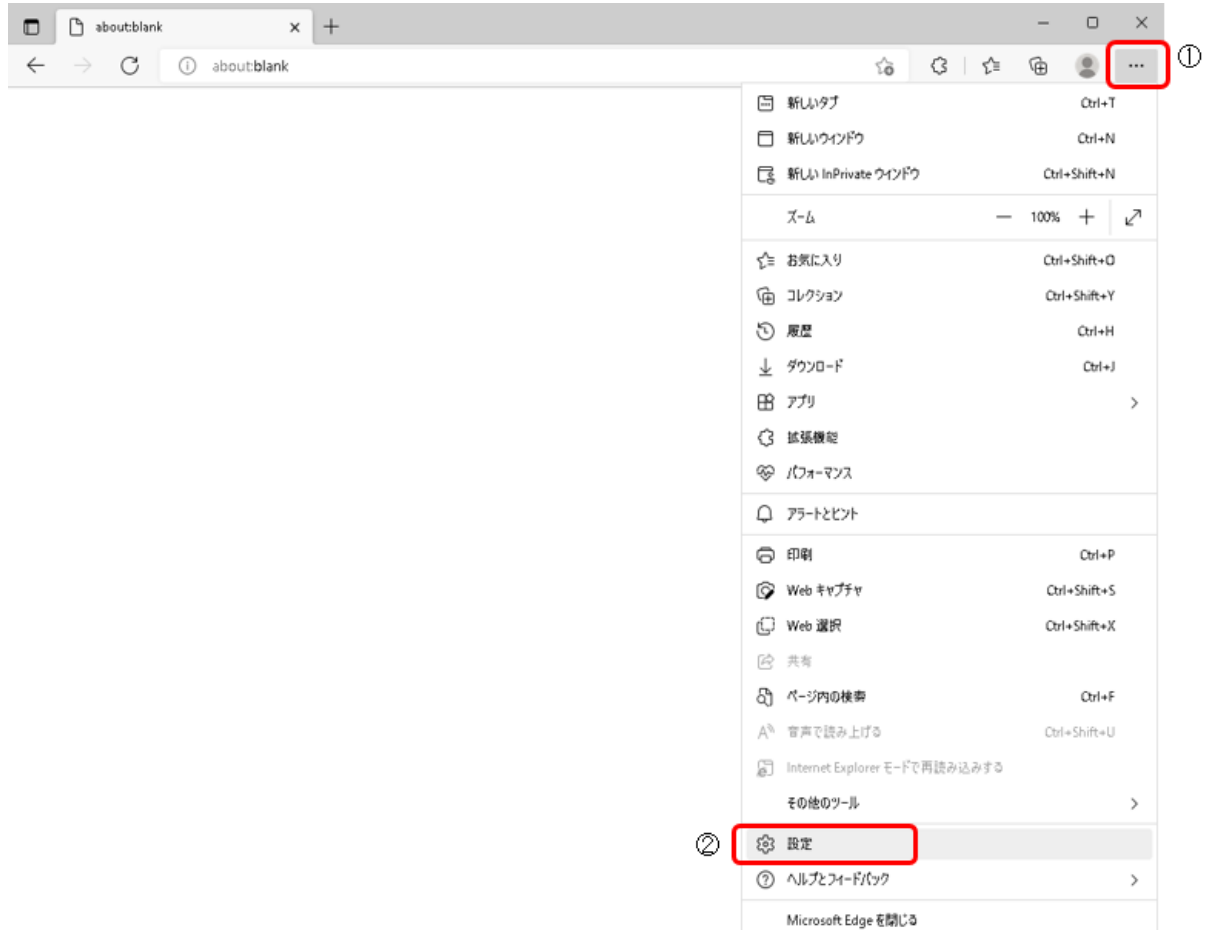 about:blank
about:blank
①
新しいタブ Ctrl+T
新しいウィンドウ Ctrl+N
新しい InPrivate ウィンドウ Ctrl+Shift+N
ズーム 100%
お気に入り Ctrl+Shift+O
コレクション Ctrl+Shift+Y
履歴 Ctrl+H
ダウンロード Ctrl+J
アプリ
拡張機能
パフォーマンス
アラートとヒント
印刷 Ctrl+P
Web キャプチャ Ctrl+Shift+S
Web 選択 Ctrl+Shift+X
共有
ページ内の検索 Ctrl+F
音声で読み上げる Ctrl+Shift+U
Internet Explorer モードで再読み込みする
その他のツール
② 設定
ヘルプとフィードバック
Microsoft Edge を閉じる